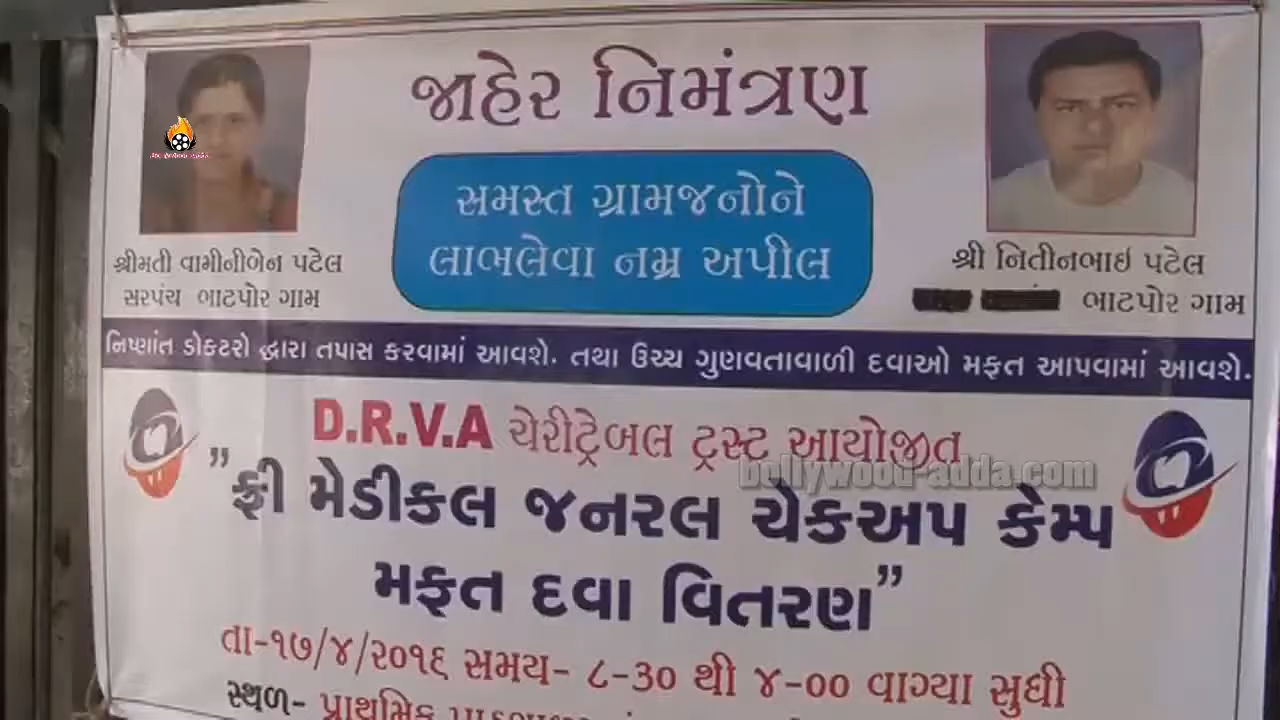 જાહેર નિમંત્રણ
સમસ્ત ગ્રામજનોને
લાભલેવા નમ્ર અપીલ
શ્રીમતી વામીનીબેન પટેલ
સરપંચ ભાટપોર ગામ
શ્રી નિતીનભાઇ પટેલ
ભાટપોર ગામ
નિષ્ણાંત ડોકટરો દ્વારા તપાસ કરવામાં આવશે. તથા ઉચ્ચ ગુણવતાવાળી દવાઓ મફત આપવામાં આવશે.
D.R.V.A ચેરીટ્રેબલ ટ્રસ્ટ આયોજીત
bollywood-adda.com
"ફ્રી મેડીકલ જનરલ ચેકઅપ કેમ્પ
મફત દવા વિતરણ"
તા-૧૭/૪/૨૦૧૬ સમય- ૮-૩૦ થી ૪-૦૦ વાગ્યા સુધી
સ્થળ- પ્રાથમિક